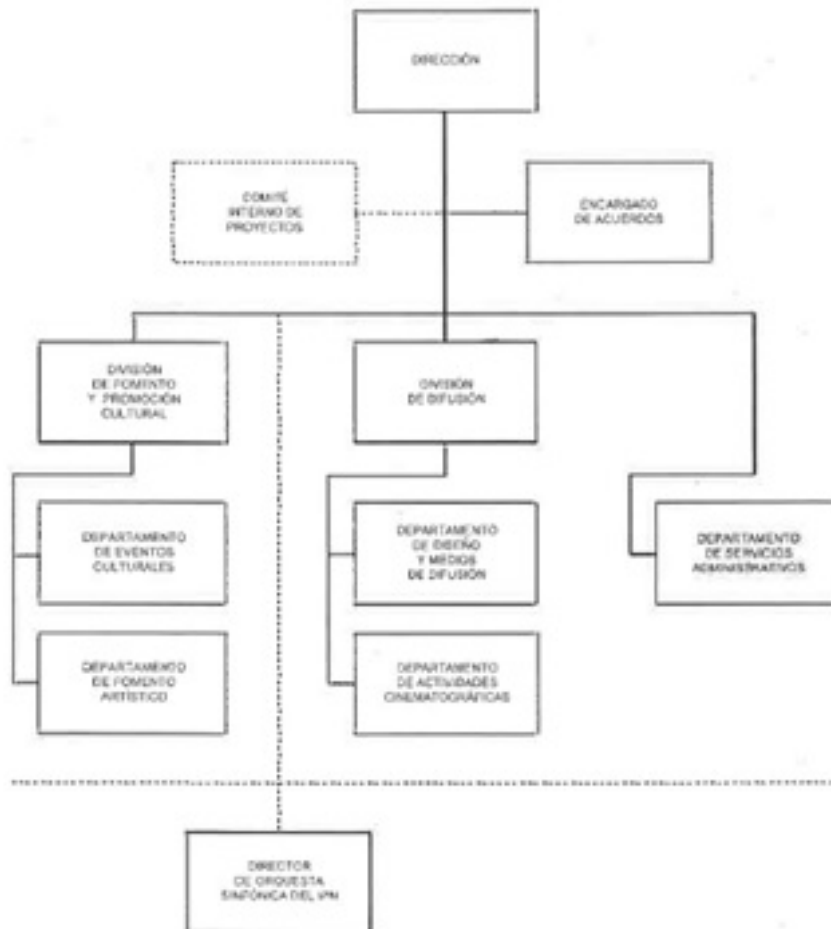 DIRECCIÓN
COMITÉ
INTERNO DE
PROYECTOS
ENCARGADO
DE ACUERDOS
DIVISIÓN
DE FOMENTO
Y PROMOCIÓN
CULTURAL
DIVISIÓN
DE DIFUSIÓN
DEPARTAMENTO
DE EVENTOS
CULTURALES
DEPARTAMENTO
DE DISEÑO
Y MEDIOS
DE DIFUSIÓN
DEPARTAMENTO
DE SERVICIOS
ADMINISTRATIVOS
DEPARTAMENTO
DE FOMENTO
ARTÍSTICO
DEPARTAMENTO
DE ACTIVIDADES
CINEMATOGRÁFICAS
DIRECTOR
DE ORQUESTA
SINFÓNICA DEL IPN